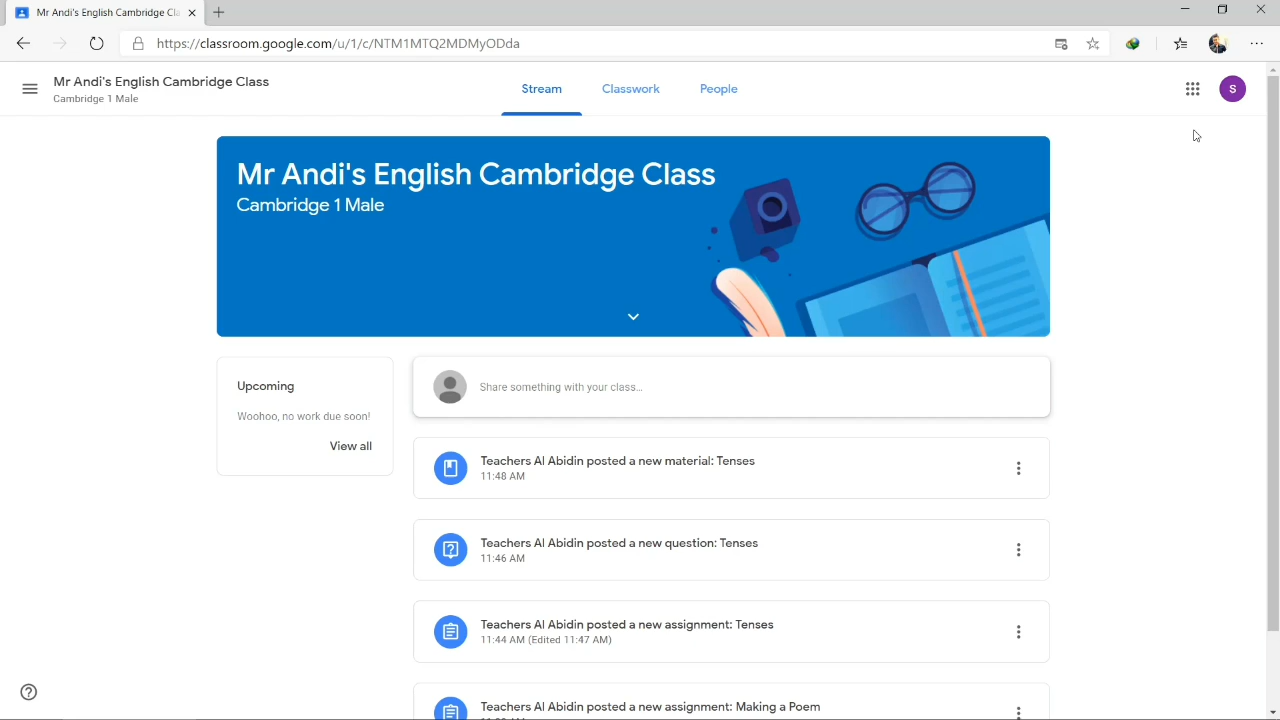 Mr Andi's English Cambridge Cl
https://classroom.google.com/u/1/c/NTM1MTQ2MDMyODda
Mr Andi's English Cambridge Class
Cambridge 1 Male
Stream
Classwork
People
S
Mr Andi's English Cambridge Class
Cambridge 1 Male
Upcoming
Woohoo, no work due soon!
View all
Share something with your class...
Teachers Al Abidin posted a new material: Tenses
11:48 AM
Teachers Al Abidin posted a new question: Tenses
11:46 AM
Teachers Al Abidin posted a new assignment: Tenses
11:44 AM (Edited 11:47 AM)
Teachers Al Abidin posted a new assignment: Making a Poem